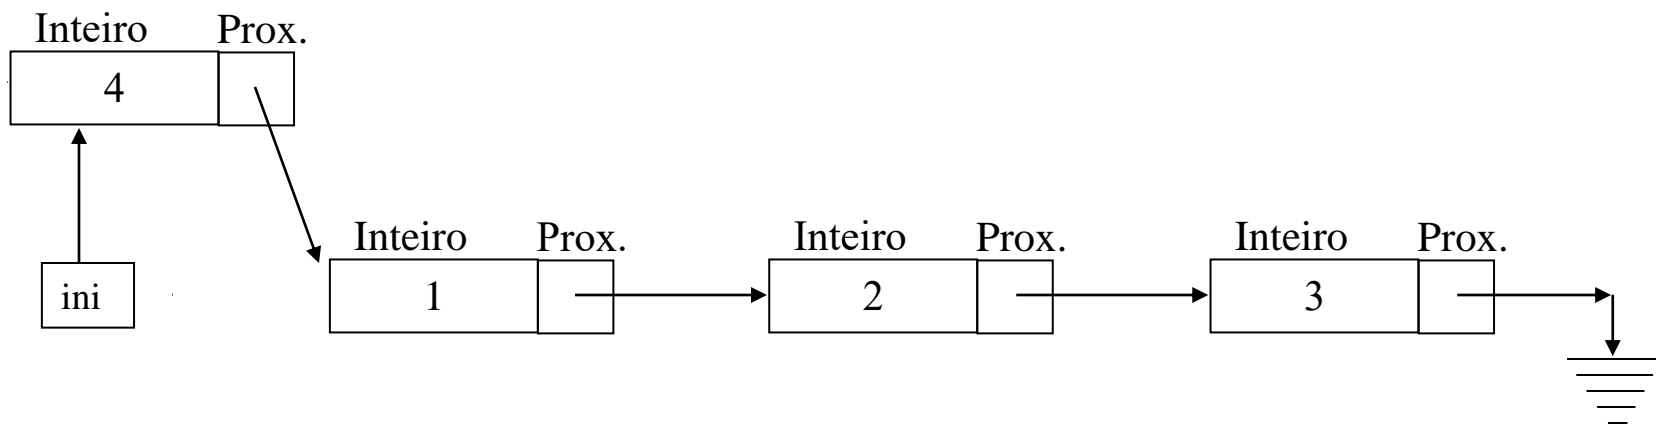 Inteiro Prox.
4
ini
Inteiro Prox. Inteiro Prox. Inteiro Prox.
1 2 3